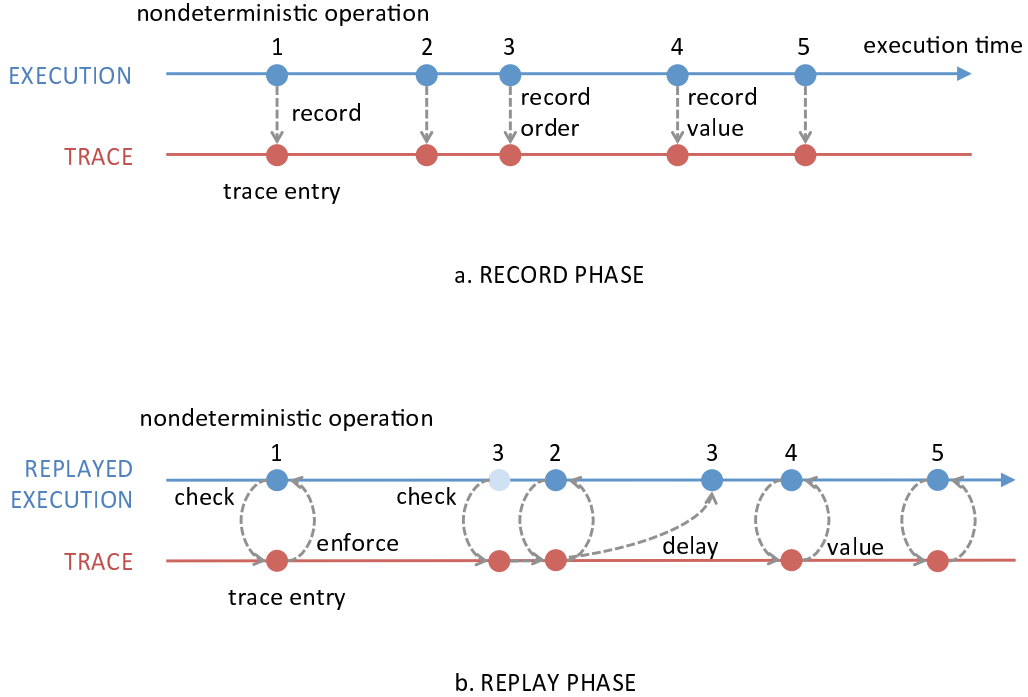 nondeterministic operation
1 2 3 4 5 execution time
EXECUTION
record
record order
record value
TRACE
trace entry
a. RECORD PHASE
nondeterministic operation
1 3 2 3 4 5
REPLAYED
EXECUTION
check
check
enforce
delay
value
TRACE
trace entry
b. REPLAY PHASE